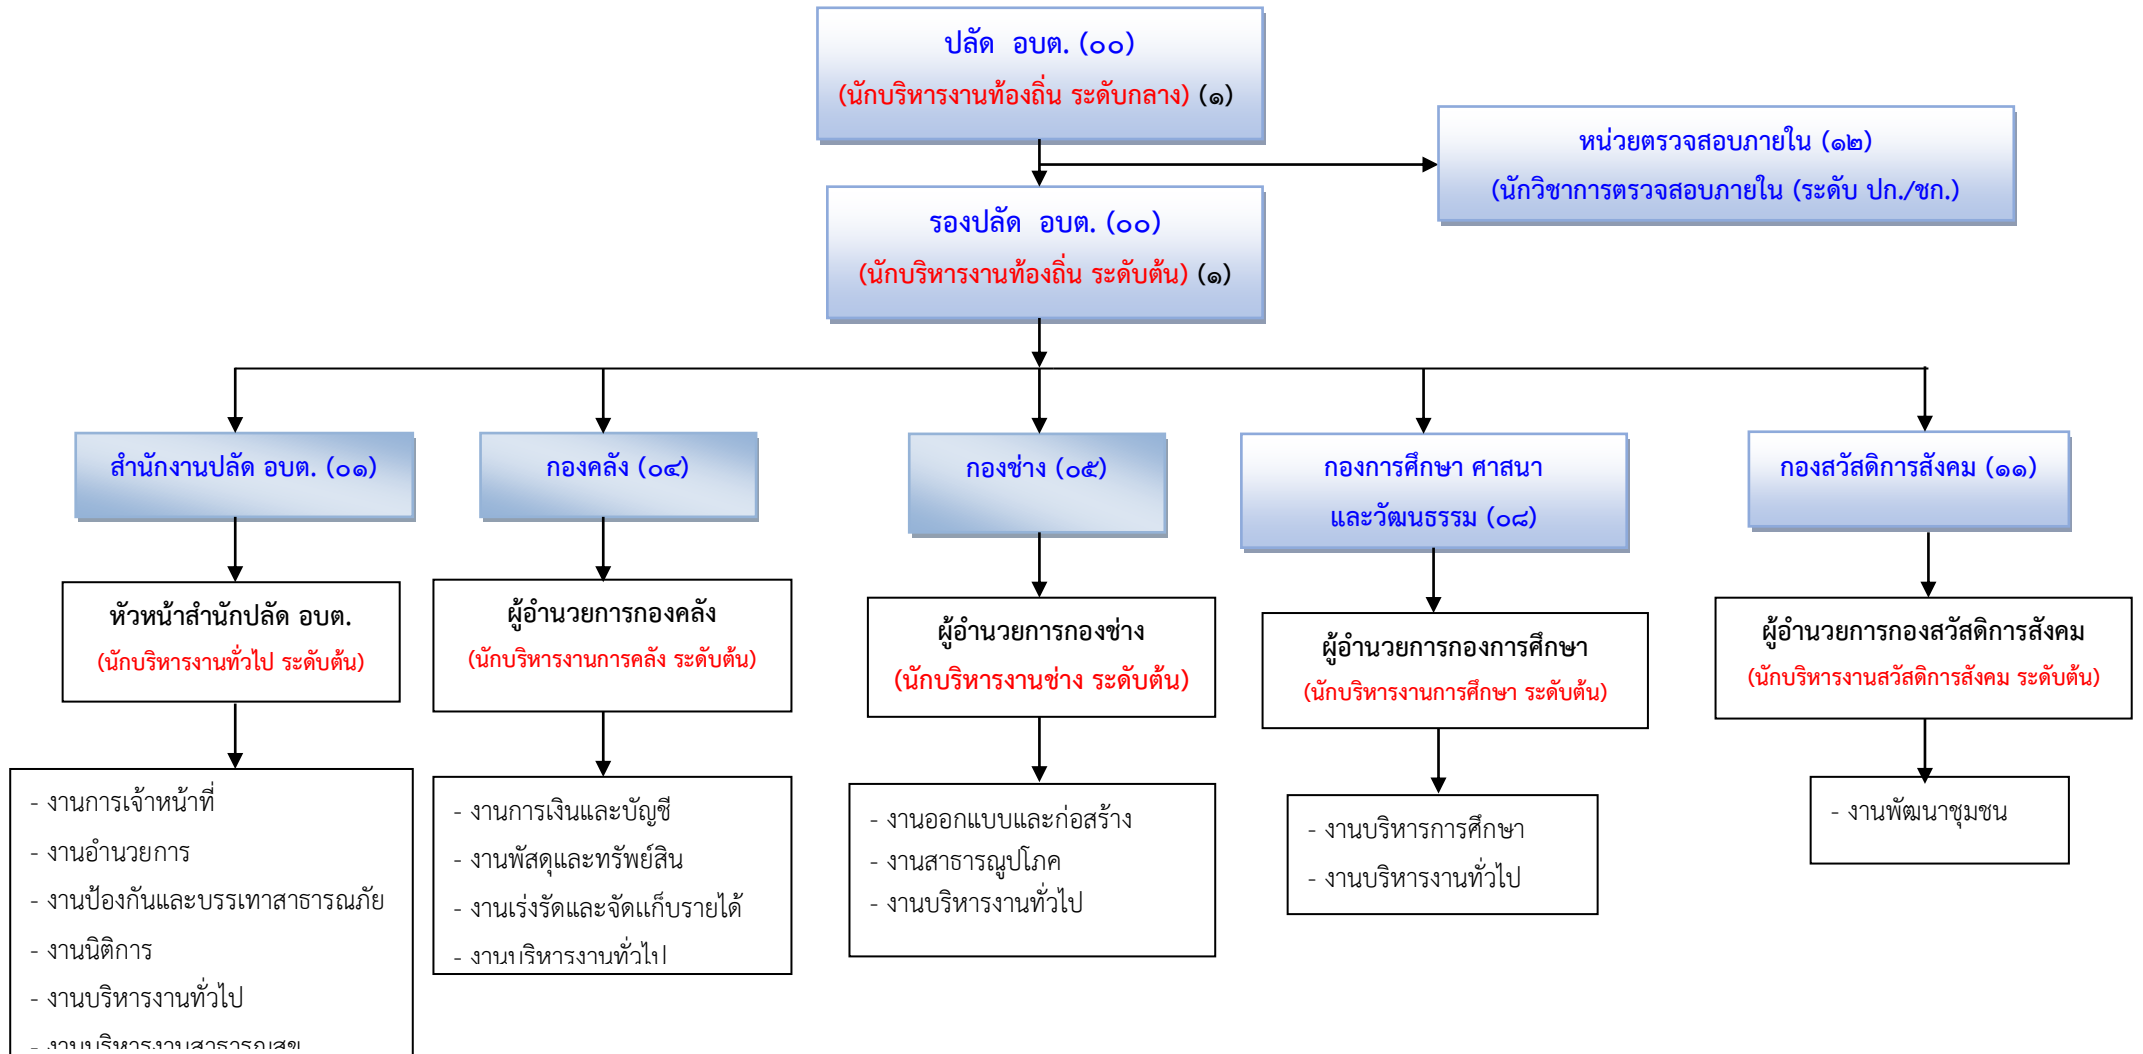 ปลัด  อบต. (๐๐)
(นักบริหารงานท้องถิ่น ระดับกลาง) (๑)
หน่วยตรวจสอบภายใน (๑๒)
(นักวิชาการตรวจสอบภายใน (ระดับ ปก./ชก.)
รองปลัด  อบต. (๐๐)
(นักบริหารงานท้องถิ่น ระดับต้น) (๑)
สำนักงานปลัด อบต. (๐๑)
หัวหน้าสำนักปลัด อบต.
(นักบริหารงานทั่วไป ระดับต้น)
- งานการเจ้าหน้าที่
- งานอำนวยการ
- งานป้องกันและบรรเทาสาธารณภัย
- งานนิติการ
- งานบริหารงานทั่วไป
- งานบริหารงานสาธารณสุข
กองคลัง (๐๔)
ผู้อำนวยการกองคลัง
(นักบริหารงานการคลัง ระดับต้น)
- งานการเงินและบัญชี
- งานพัสดุและทรัพย์สิน
- งานเร่งรัดและจัดแก็บรายได้
- งานบริหารงานทั่วไป
กองช่าง (๐๕)
ผู้อำนวยการกองช่าง
(นักบริหารงานช่าง ระดับต้น)
- งานออกแบบและก่อสร้าง
- งานสาธารณูปโภค
- งานบริหารงานทั่วไป
กองการศึกษา ศาสนา
และวัฒนธรรม (๐๘)
ผู้อำนวยการกองการศึกษา
(นักบริหารงานการศึกษา ระดับต้น)
- งานบริหารการศึกษา
- งานบริหารงานทั่วไป
กองสวัสดิการสังคม (๑๑)
ผู้อำนวยการกองสวัสดิการสังคม
(นักบริหารงานสวัสดิการสังคม ระดับต้น)
- งานพัฒนาชุมชน